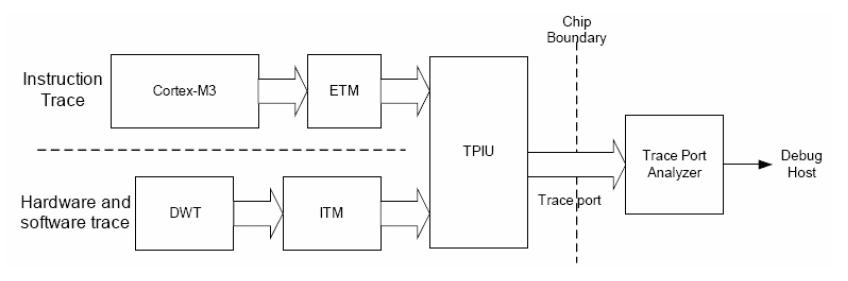 Chip
Boundary
Instruction
Trace
Cortex-M3
ETM
TPIU
Trace Port
Analyzer
Debug
Host
Trace port
Hardware and
software trace
DWT
ITM